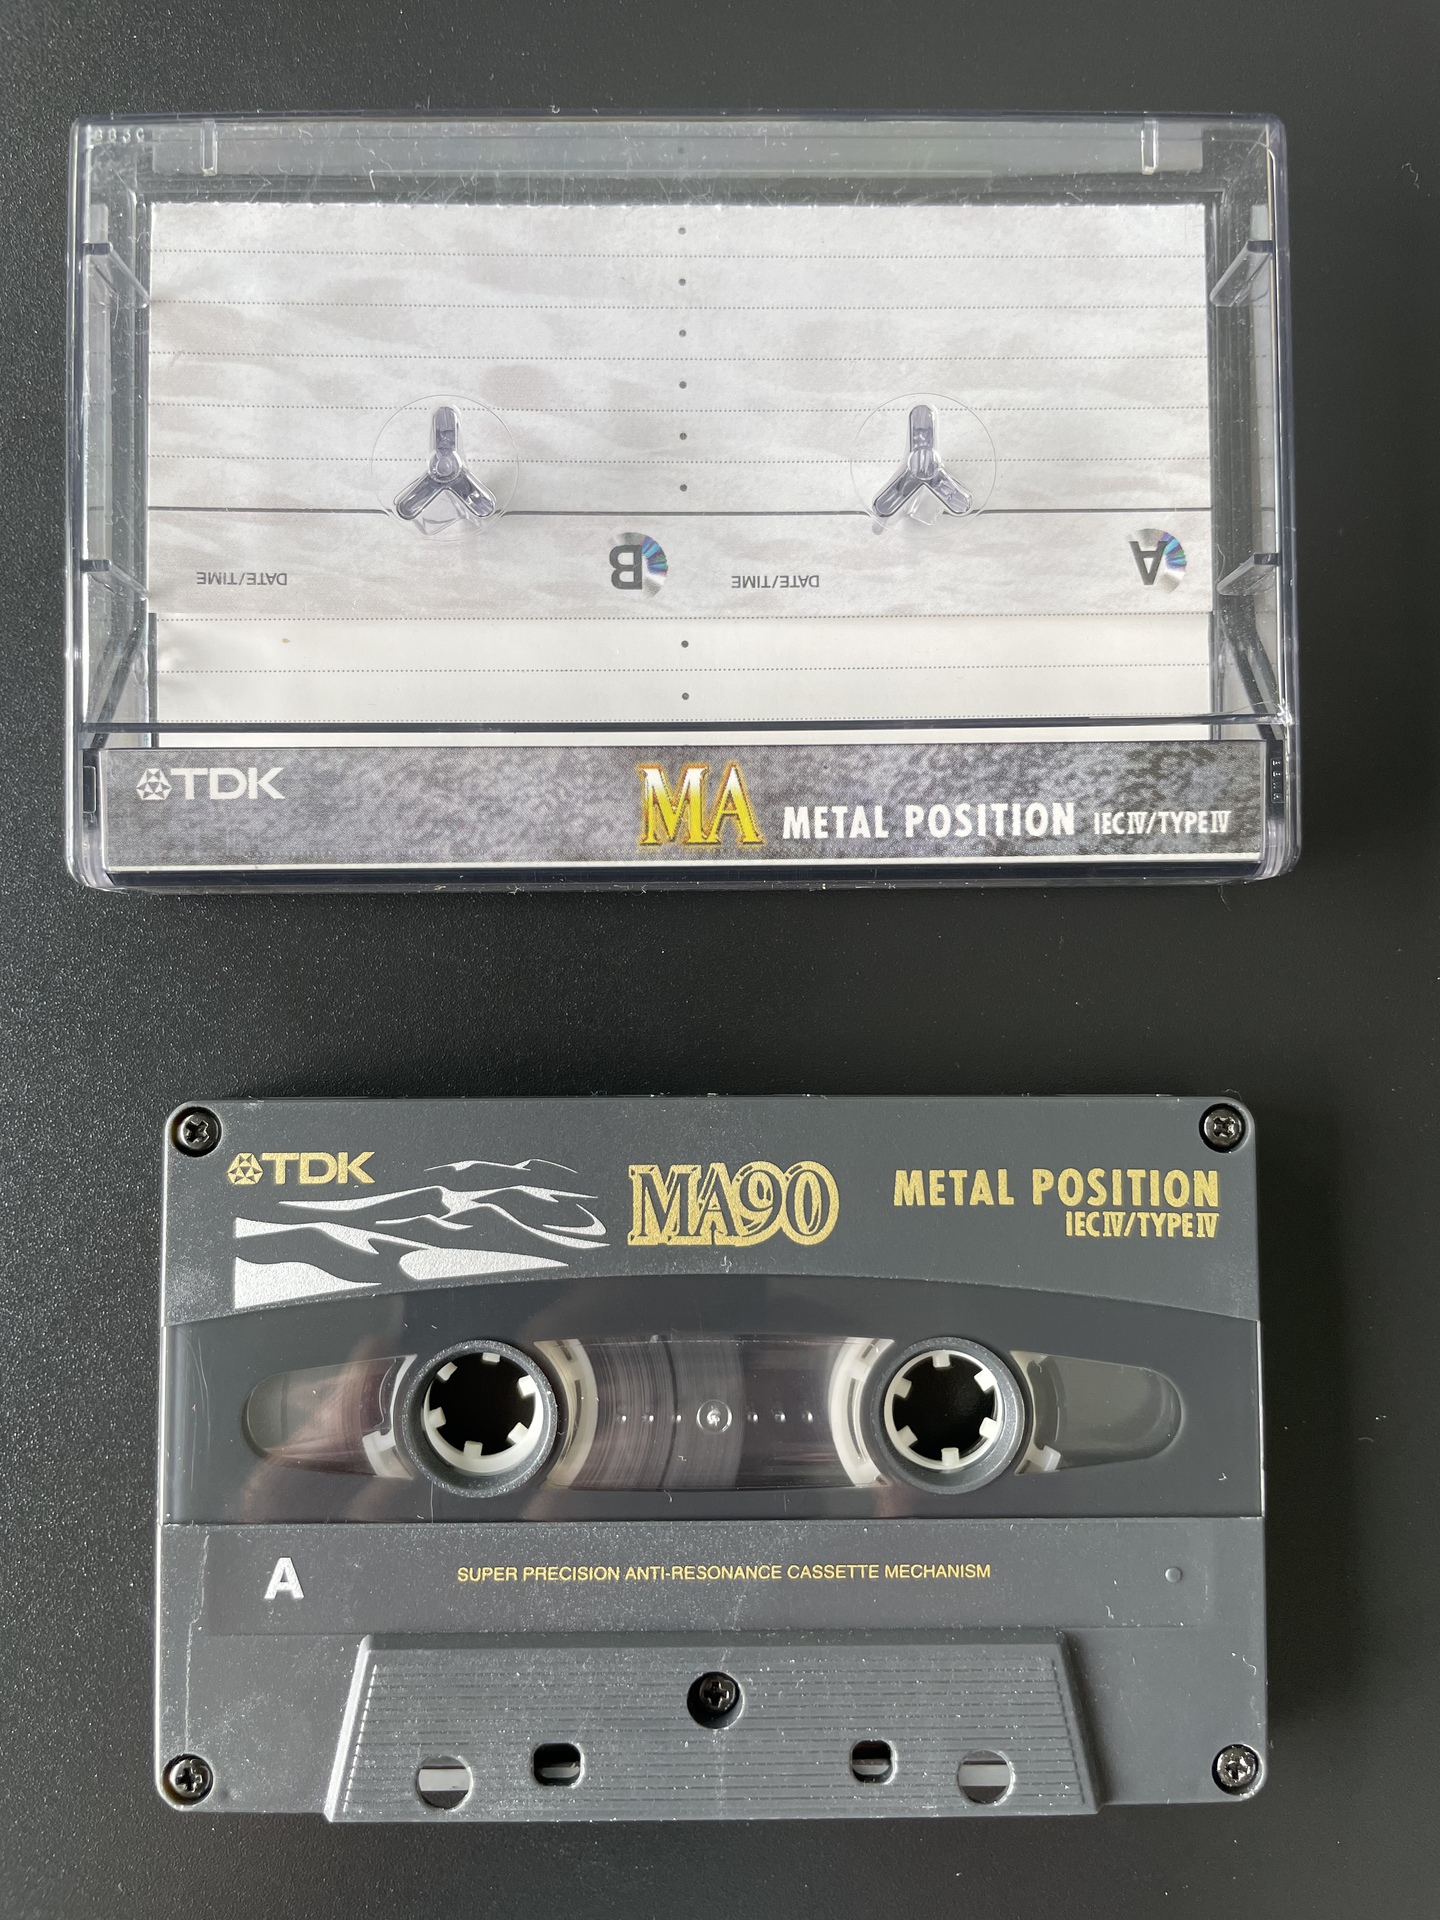 DATE/TIME
B
DATE/TIME
A
TDK
MA METAL POSITION IECⅣ/TYPEⅣ
TDK
MA90
METAL POSITION
IECⅣ/TYPEⅣ
A
SUPER PRECISION ANTI-RESONANCE CASSETTE MECHANISM